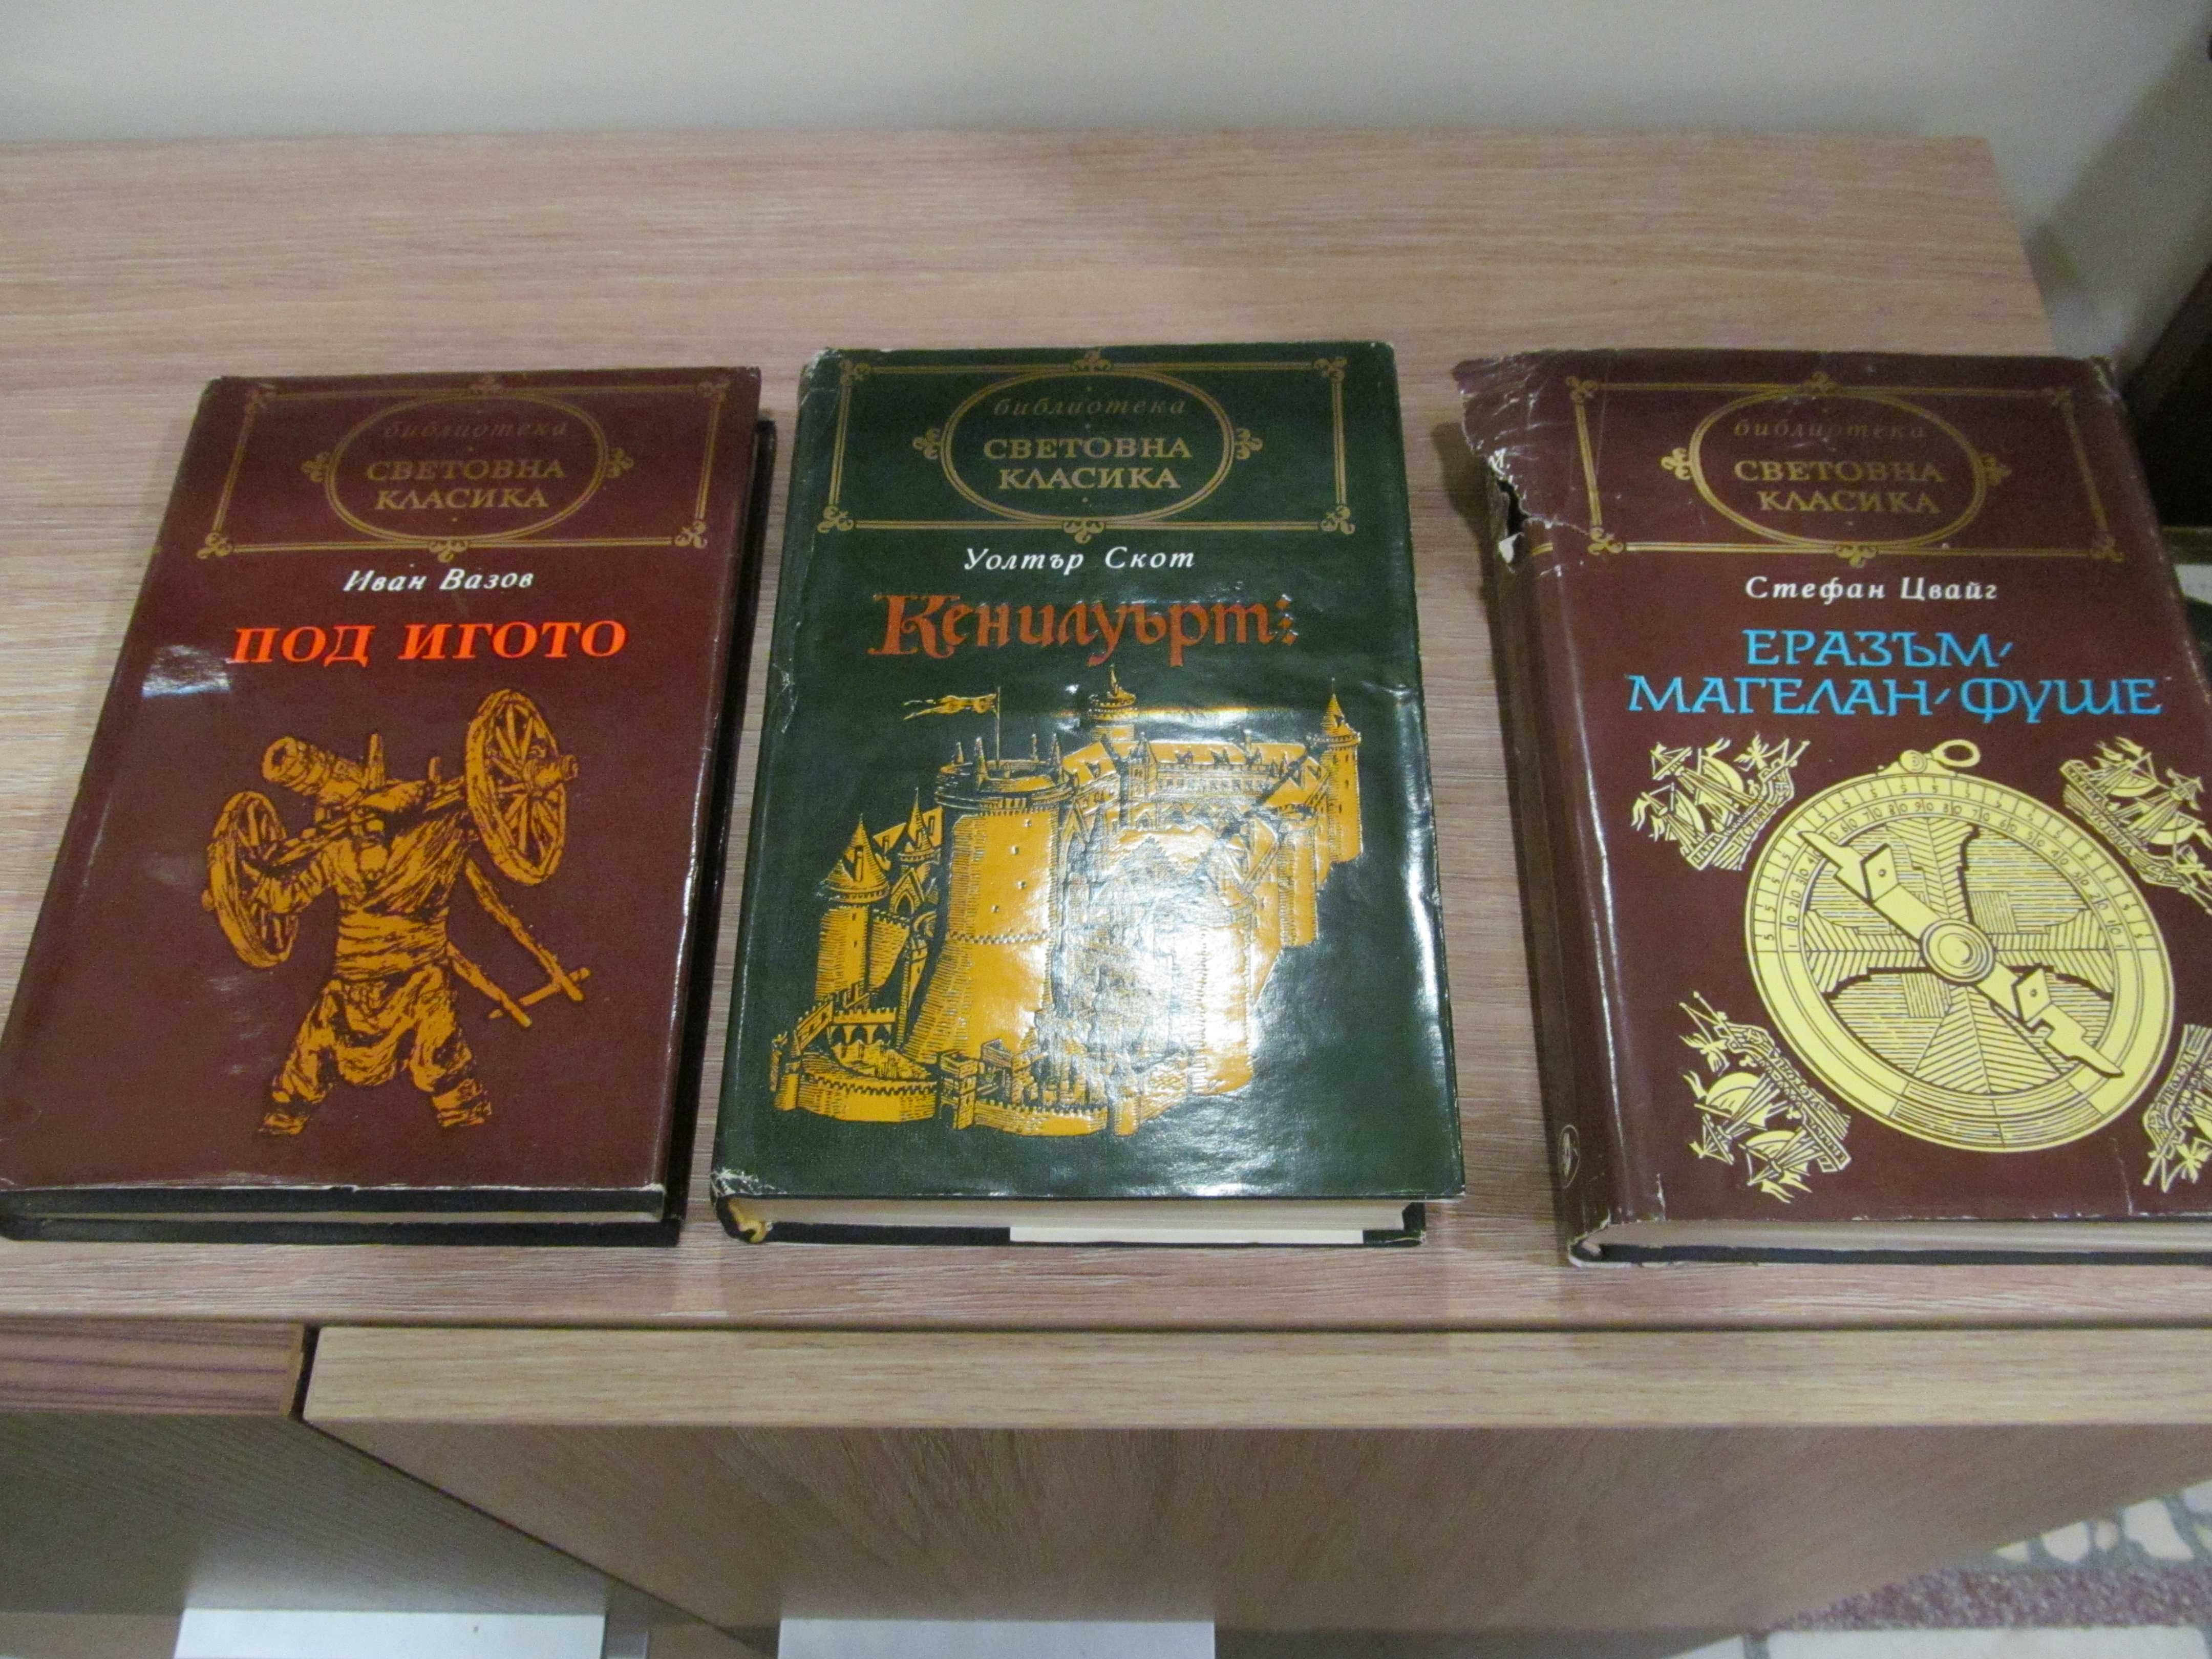 библиотека
СВЕТОВНА
КЛАСИКА
Иван Вазов
ПОД ИГОТО
библиотека
СВЕТОВНА
КЛАСИКА
Уолтър Скот
Кенилуърт:
библиотека
СВЕТОВНА
КЛАСИКА
Стефан Цвайг
ЕРАЗЪМ,
МАГЕЛАН, ФУШЕ